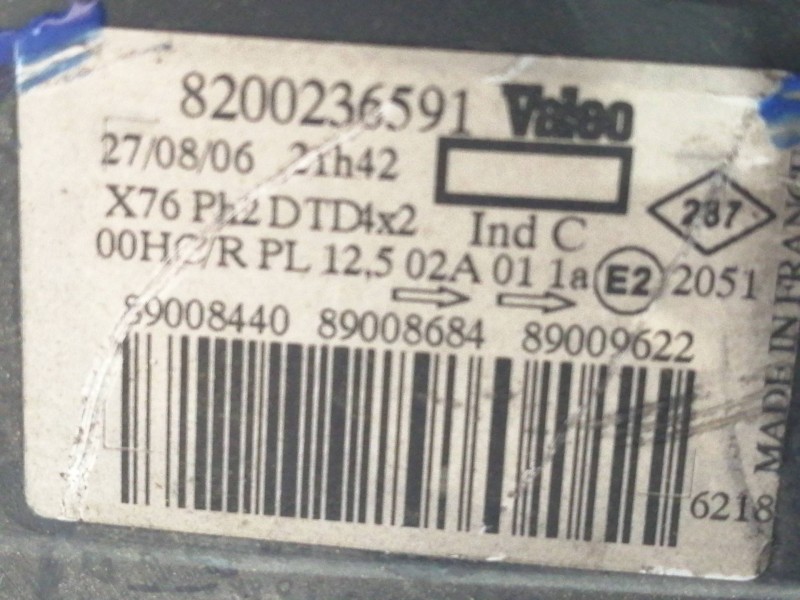 8200236591 Valeo
27/08/06 21h42
X76 Ph2 DTD4x2 Ind C 287
00HC/R PL 12,5 02A 01 1a E2 2051
89008440 89008684 89009622
6218
MADE IN FRANCE